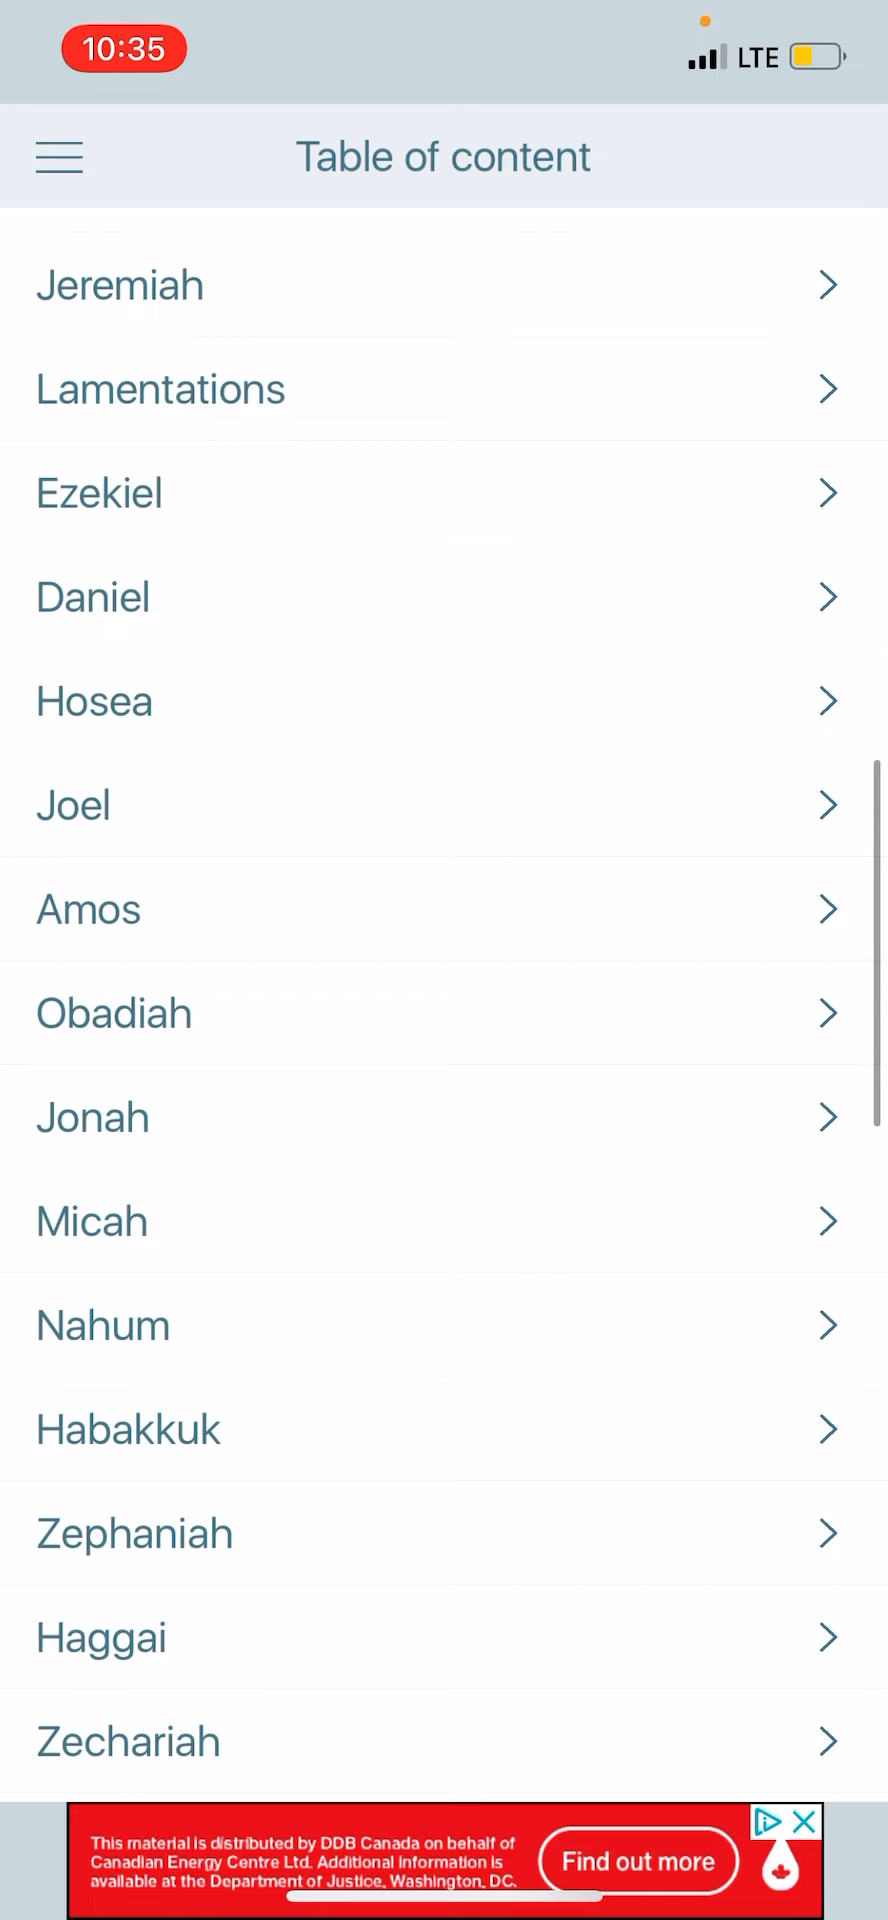 10:35
LTE
Table of content
Jeremiah
Lamentations
Ezekiel
Daniel
Hosea
Joel
Amos
Obadiah
Jonah
Micah
Nahum
Habakkuk
Zephaniah
Haggai
Zechariah
This material is distributed by DDB Canada on behalf of
Canadian Energy Centre Ltd. Additional Information is
available at the Department of Justice, Washington, DC.
Find out more